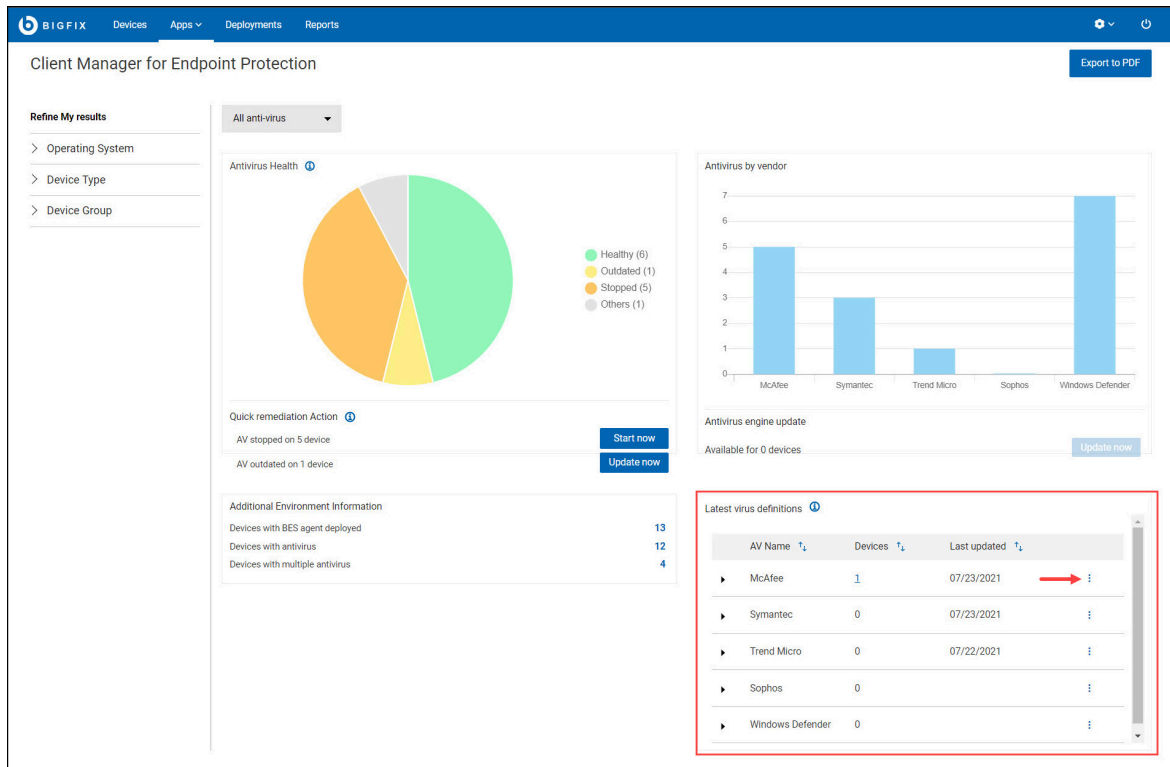 BIGFIX Devices Apps Deployments Reports
Client Manager for Endpoint Protection
Export to PDF
Refine My results
Operating System
Device Type
Device Group
All anti-virus
Antivirus Health
Healthy (6)
Outdated (1)
Stopped (5)
Others (1)
Quick remediation Action
AV stopped on 5 device Start now
AV outdated on 1 device Update now
Antivirus by vendor
7
6
5
4
3
2
1
0
McAfee Symantec Trend Micro Sophos Windows Defender
Antivirus engine update
Available for 0 devices Update now
Additional Environment Information
Devices with BES agent deployed 13
Devices with antivirus 12
Devices with multiple antivirus 4
Latest virus definitions
AV Name Devices Last updated
McAfee 1 07/23/2021
Symantec 0 07/23/2021
Trend Micro 0 07/22/2021
Sophos 0
Windows Defender 0